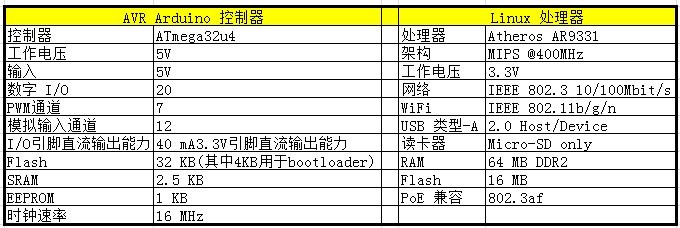 AVR Arduino 控制器 Linux 处理器
控制器 ATmega32u4 处理器 Atheros AR9331
工作电压 5V 架构 MIPS @400MHz
输入 5V 工作电压 3.3V
数字 I/O 20 网络 IEEE 802.3 10/100Mbit/s
PWM通道 7 WiFi IEEE 802.11b/g/n
模拟输入通道 12 USB 类型-A 2.0 Host/Device
I/O引脚直流输出能力 40 mA3.3V引脚直流输出能力 读卡器 Micro-SD only
Flash 32 KB(其中4KB用于bootloader) RAM 64 MB DDR2
SRAM 2.5 KB Flash 16 MB
EEPROM 1 KB PoE 兼容 802.3af
时钟速率 16 MHz